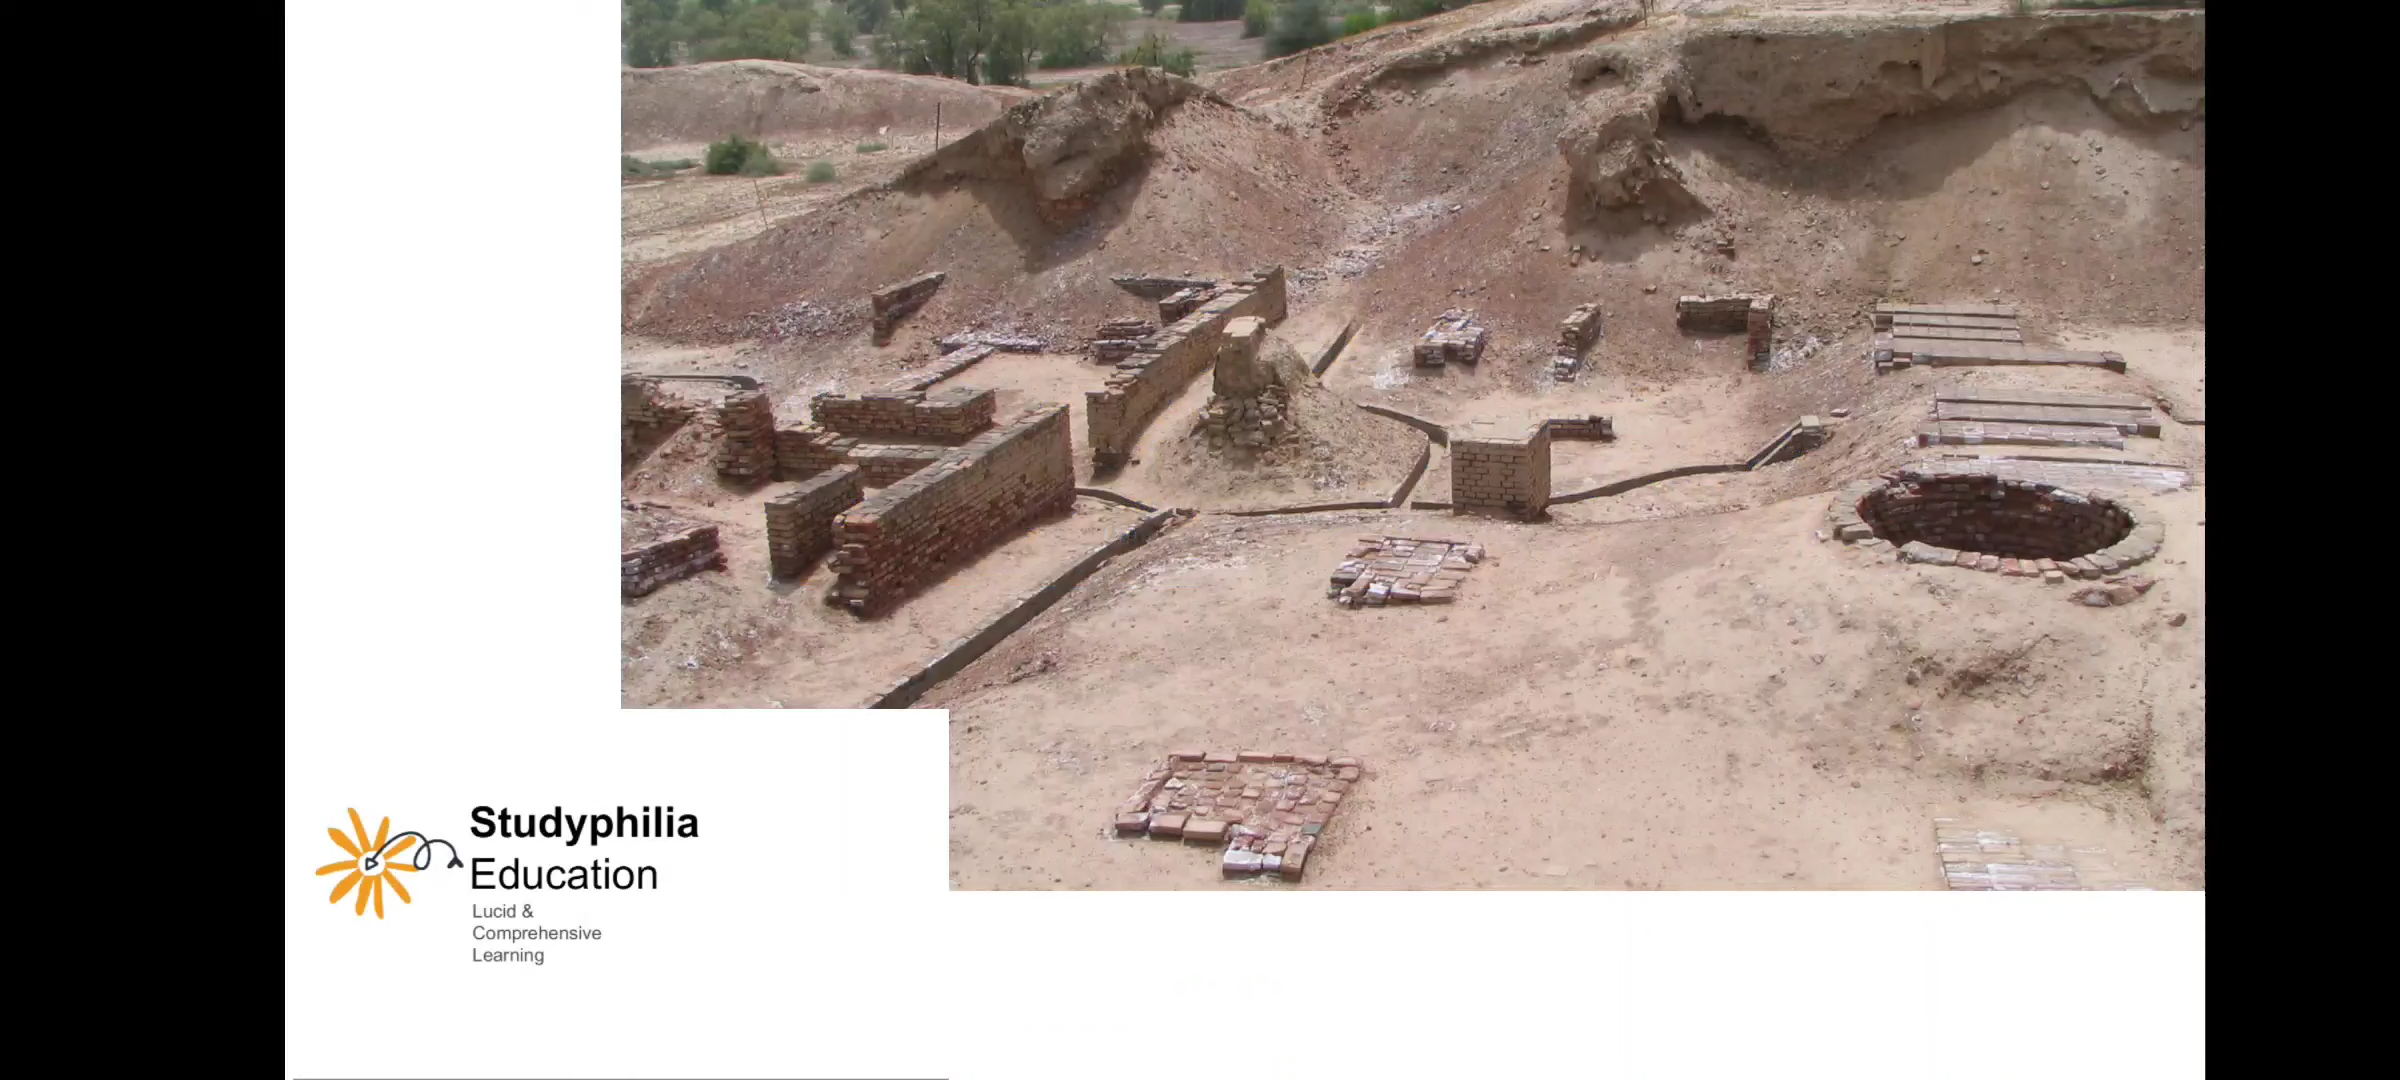 Studyphilia
Education
Lucid &
Comprehensive
Learning